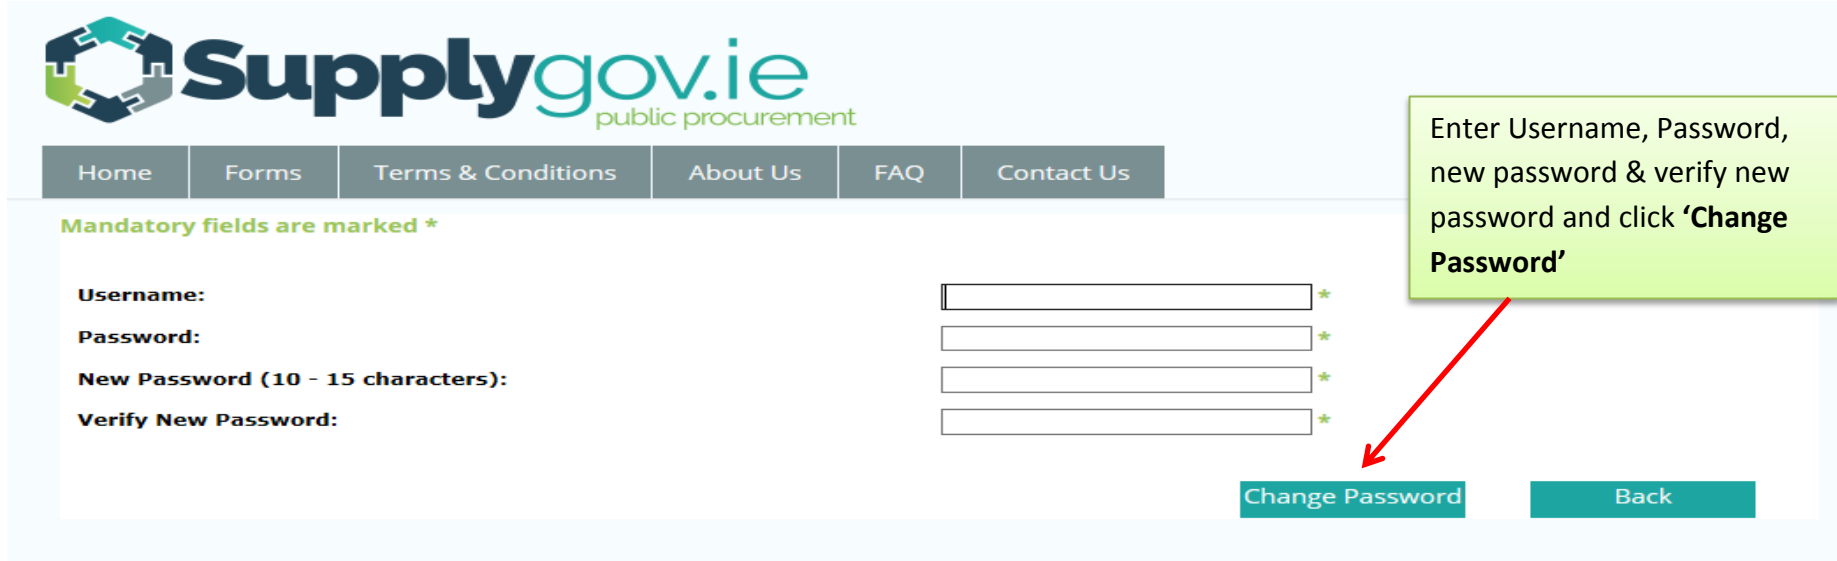 Supplygov.ie
public procurement
Home Forms Terms & Conditions About Us FAQ Contact Us
Enter Username, Password,
new password & verify new
password and click ‘Change
Password’
Mandatory fields are marked *
Username: *
Password: *
New Password (10 - 15 characters): *
Verify New Password: *
Change Password Back